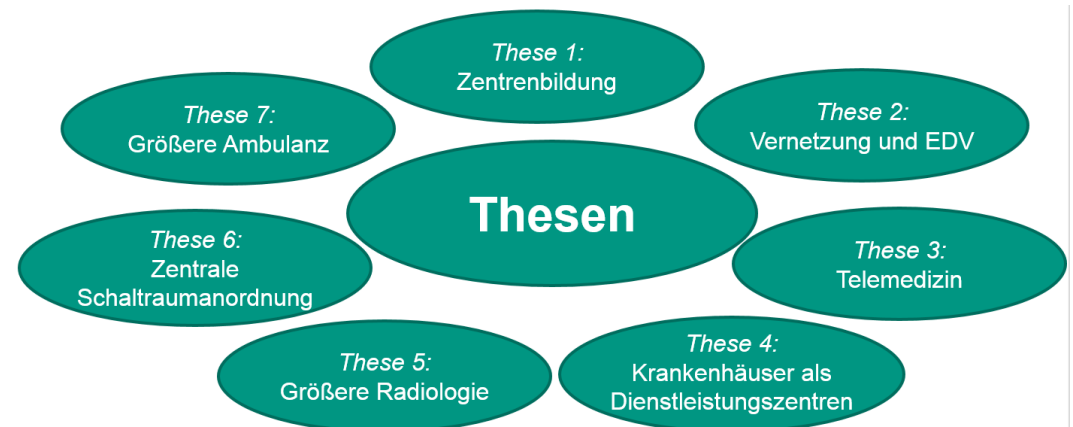 These 1:
Zentrenbildung
These 7:
Größere Ambulanz
These 2:
Vernetzung und EDV
Thesen
These 6:
Zentrale
Schaltraumanordnung
These 3:
Telemedizin
These 5:
Größere Radiologie
These 4:
Krankenhäuser als
Dienstleistungszentren